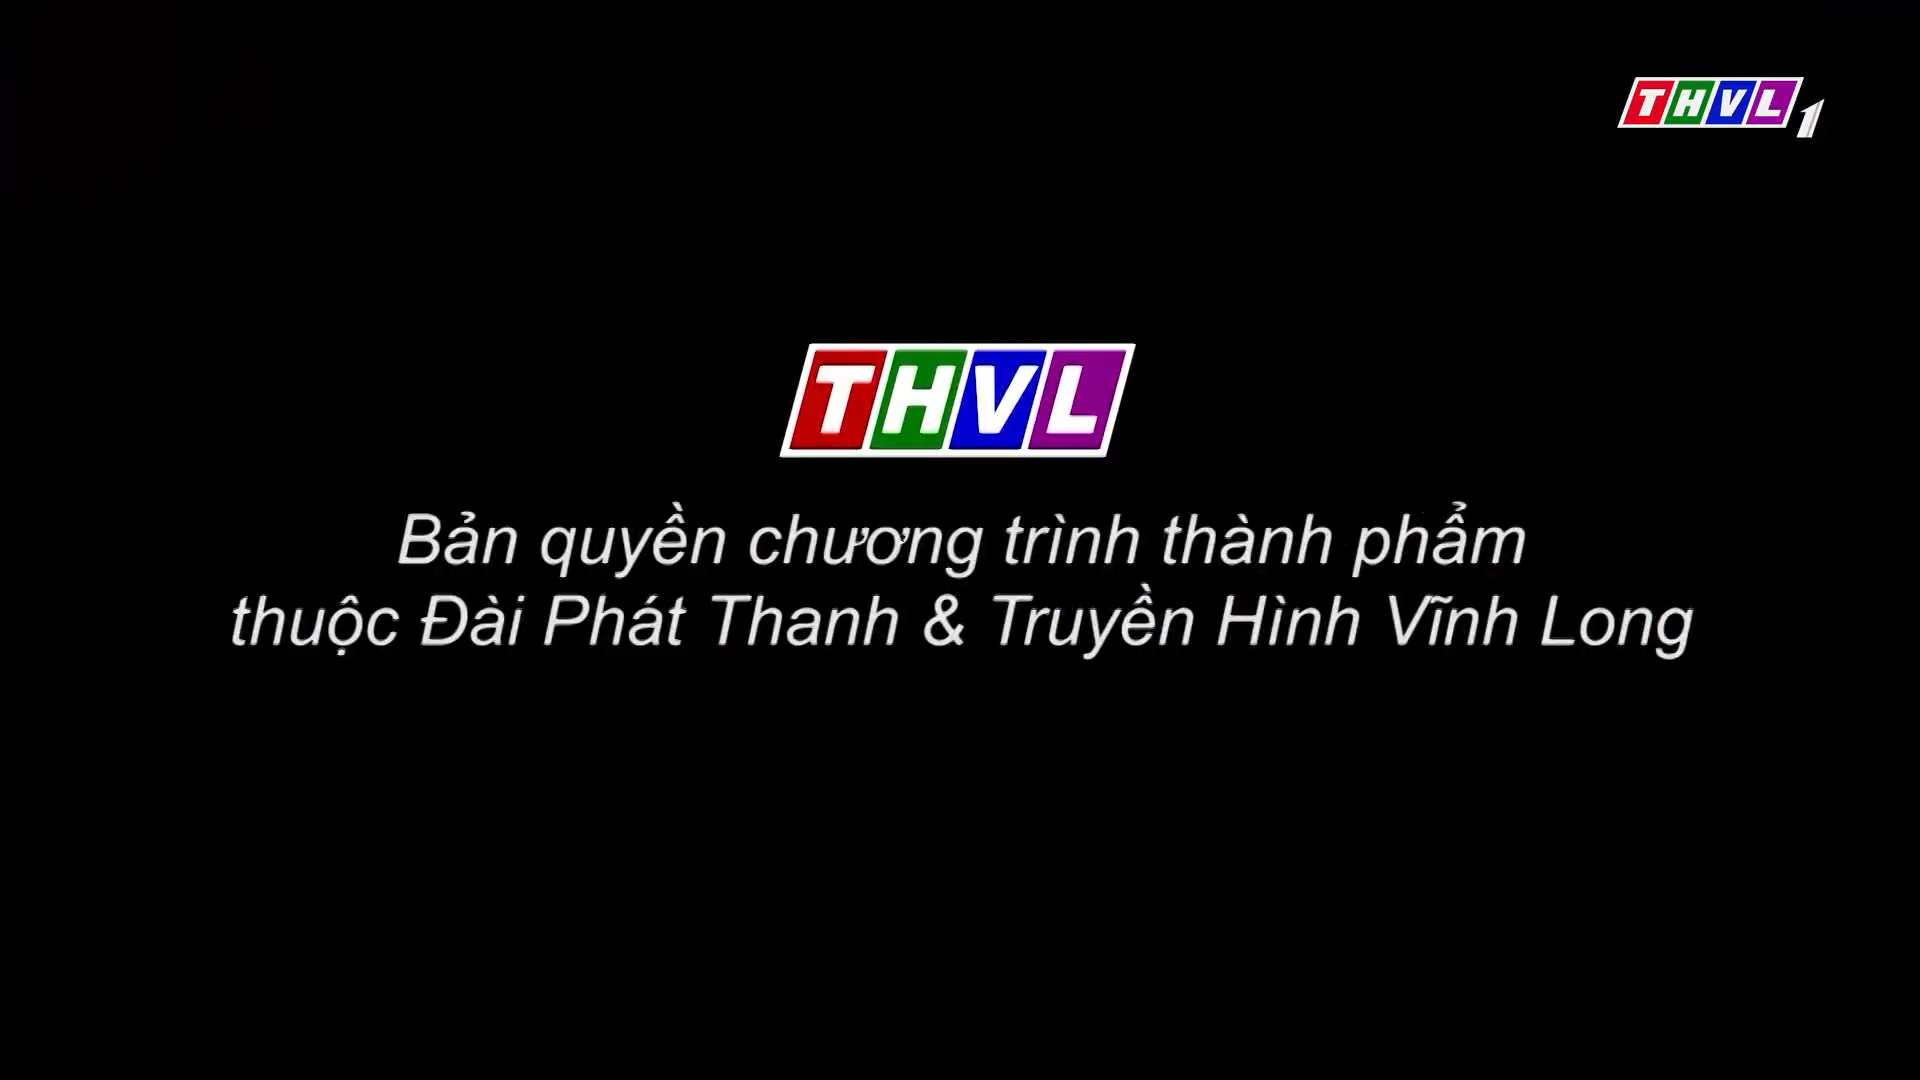 THVL1
THVL
Bản quyền chương trình thành phẩm
thuộc Đài Phát Thanh & Truyền Hình Vĩnh Long